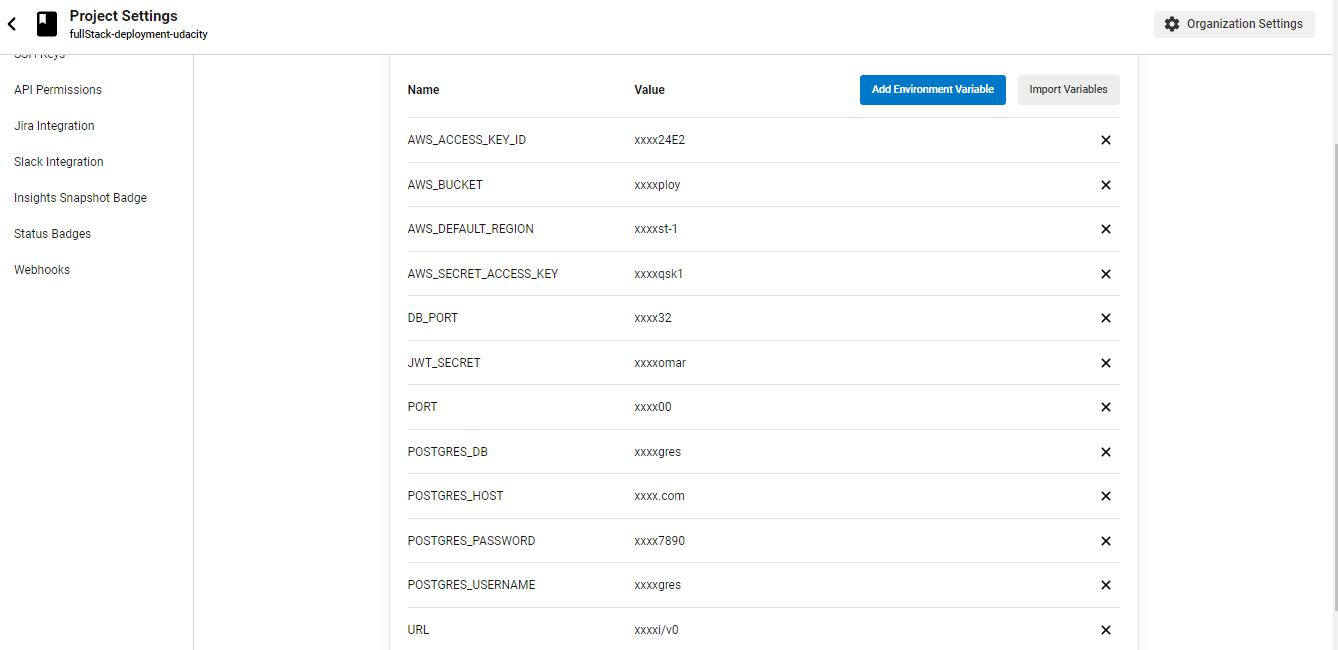 Project Settings
fullStack-deployment-udacity
Organization Settings
SSH Keys
API Permissions
Jira Integration
Slack Integration
Insights Snapshot Badge
Status Badges
Webhooks
Name Value Add Environment Variable Import Variables
AWS_ACCESS_KEY_ID xxxx24E2
AWS_BUCKET xxxxploy
AWS_DEFAULT_REGION xxxxst-1
AWS_SECRET_ACCESS_KEY xxxxqsk1
DB_PORT xxxx32
JWT_SECRET xxxxomar
PORT xxxx00
POSTGRES_DB xxxxgres
POSTGRES_HOST xxxx.com
POSTGRES_PASSWORD xxxx7890
POSTGRES_USERNAME xxxxgres
URL xxxxi/v0